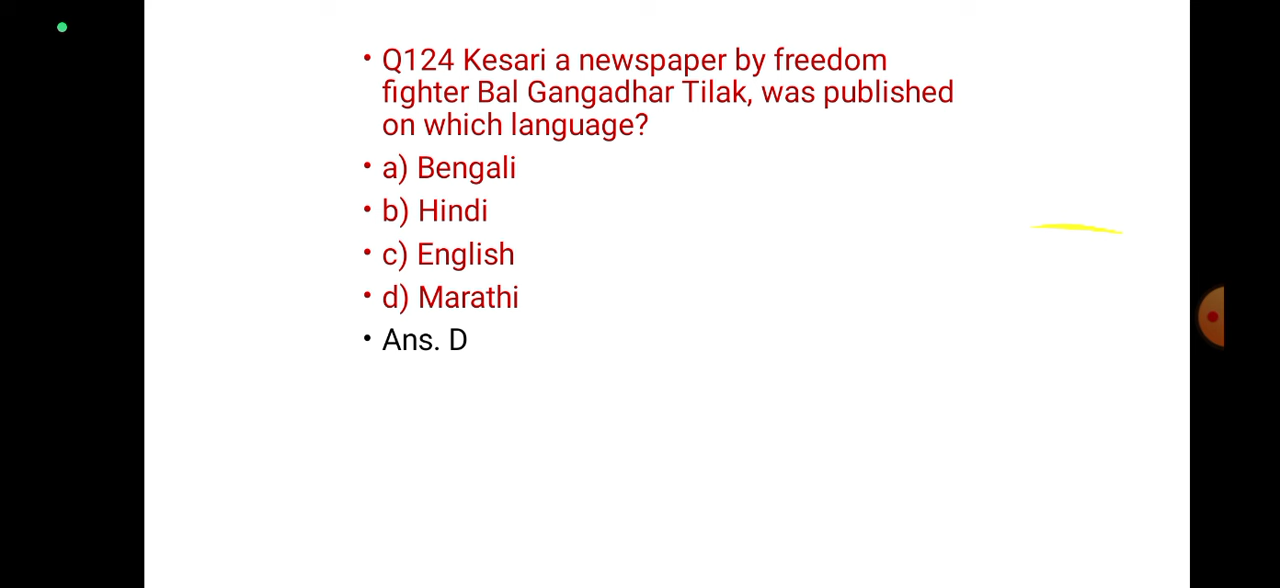 • Q124 Kesari a newspaper by freedom
fighter Bal Gangadhar Tilak, was published
on which language?
• a) Bengali
• b) Hindi
• c) English
• d) Marathi
• Ans. D